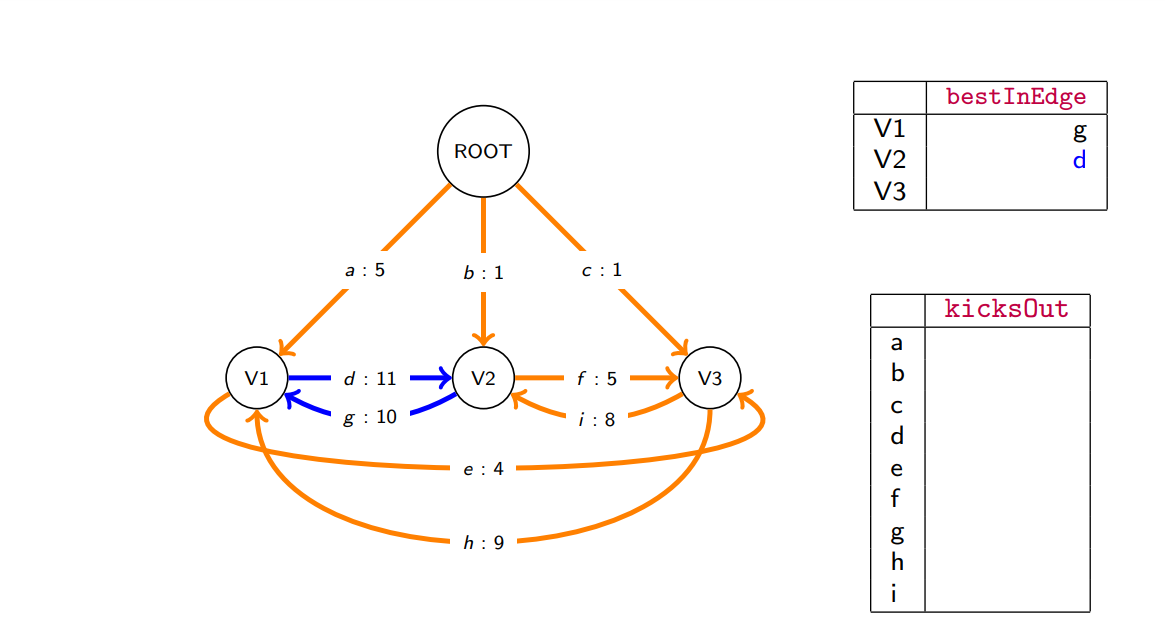 ROOT
a : 5
b : 1
c : 1
V1
d : 11
V2
f : 5
V3
g : 10
i : 8
e : 4
h : 9
bestInEdge
V1 g
V2 d
V3
kicksOut
a
b
c
d
e
f
g
h
i